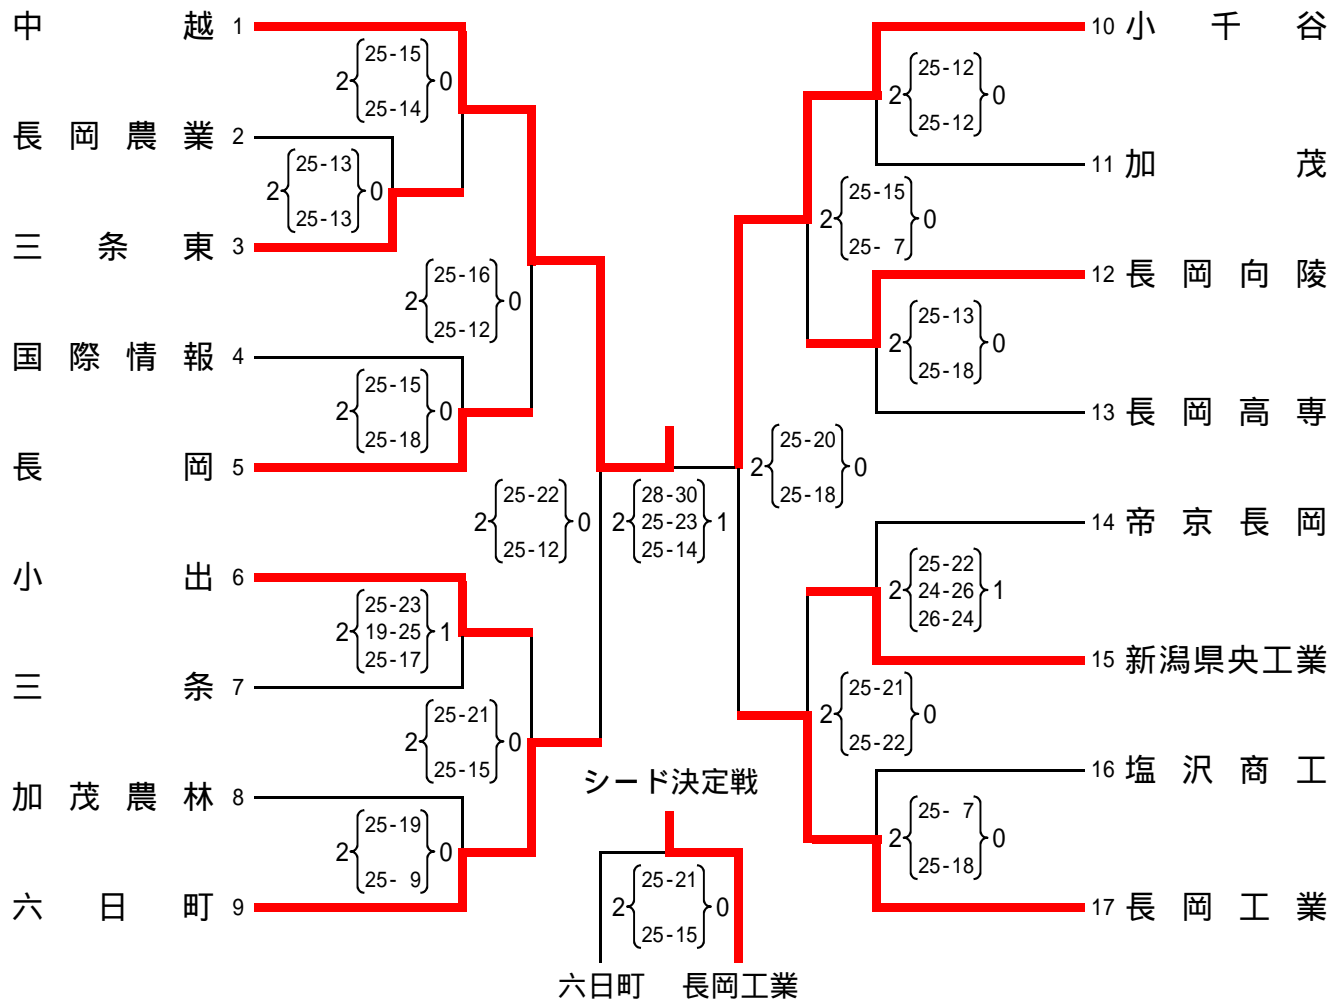 中越 1
2 25-15 0
25-14
長岡農業 2
2 25-13 0
25-13
三条東 3
2 25-16 0
25-12
国際情報 4
2 25-15 0
25-18
長岡 5
2 25-22 0
25-12
小出 6
25-23
2 19-25 1
25-17
三条 7
2 25-21 0
25-15
加茂農林 8
2 25-19 0
25- 9
六日町 9
28-30
2 25-23 1
25-14
10 小千谷
2 25-12 0
25-12
11 加茂
2 25-15 0
25- 7
12 長岡向陵
2 25-13 0
25-18
13 長岡高専
2 25-20 0
25-18
14 帝京長岡
25-22
2 24-26 1
26-24
15 新潟県央工業
2 25-21 0
25-22
16 塩沢商工
2 25- 7 0
25-18
17 長岡工業
シード決定戦
2 25-21 0
25-15
六日町 長岡工業